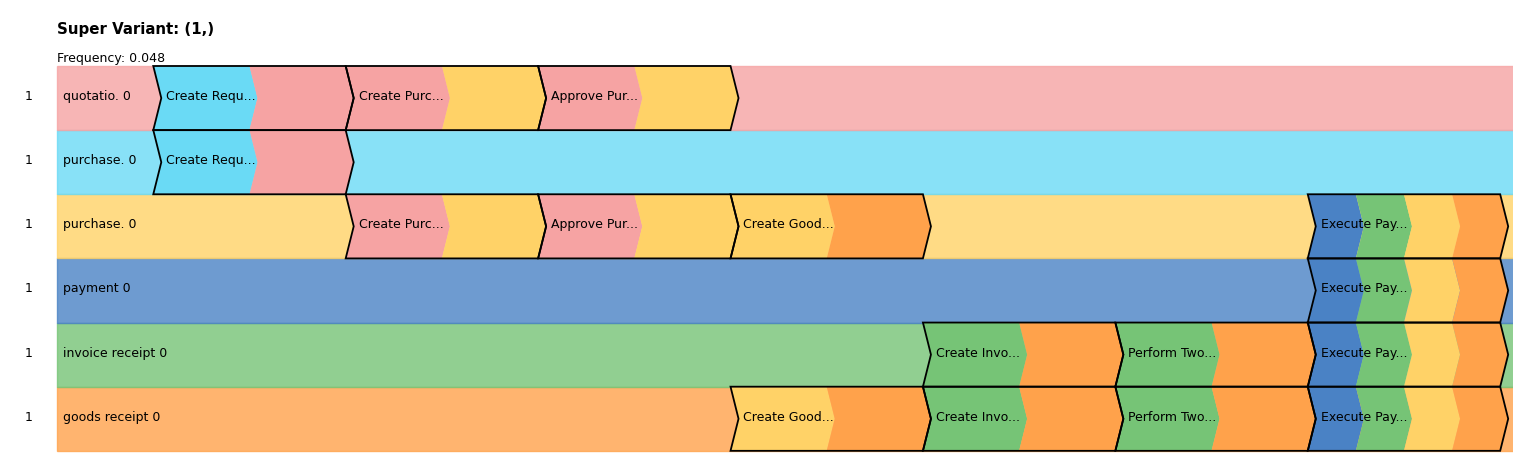 Super Variant: (1,)
Frequency: 0.048
1 quotatio. 0 Create Requ... Create Purc... Approve Pur...
1 purchase. 0 Create Requ...
1 purchase. 0 Create Purc... Approve Pur... Create Good... Execute Pay...
1 payment 0 Execute Pay...
1 invoice receipt 0 Create Invo... Perform Two... Execute Pay...
1 goods receipt 0 Create Good... Create Invo... Perform Two... Execute Pay...